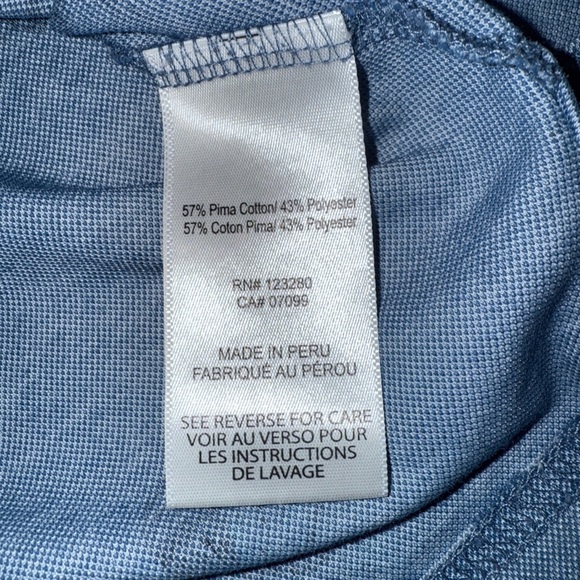 57% Pima Cotton/ 43% Polyester
57% Coton Pima/ 43% Polyester
RN# 123280
CA# 07099
MADE IN PERU
FABRIQUÉ AU PÉROU
SEE REVERSE FOR CARE
VOIR AU VERSO POUR
LES INSTRUCTIONS
DE LAVAGE